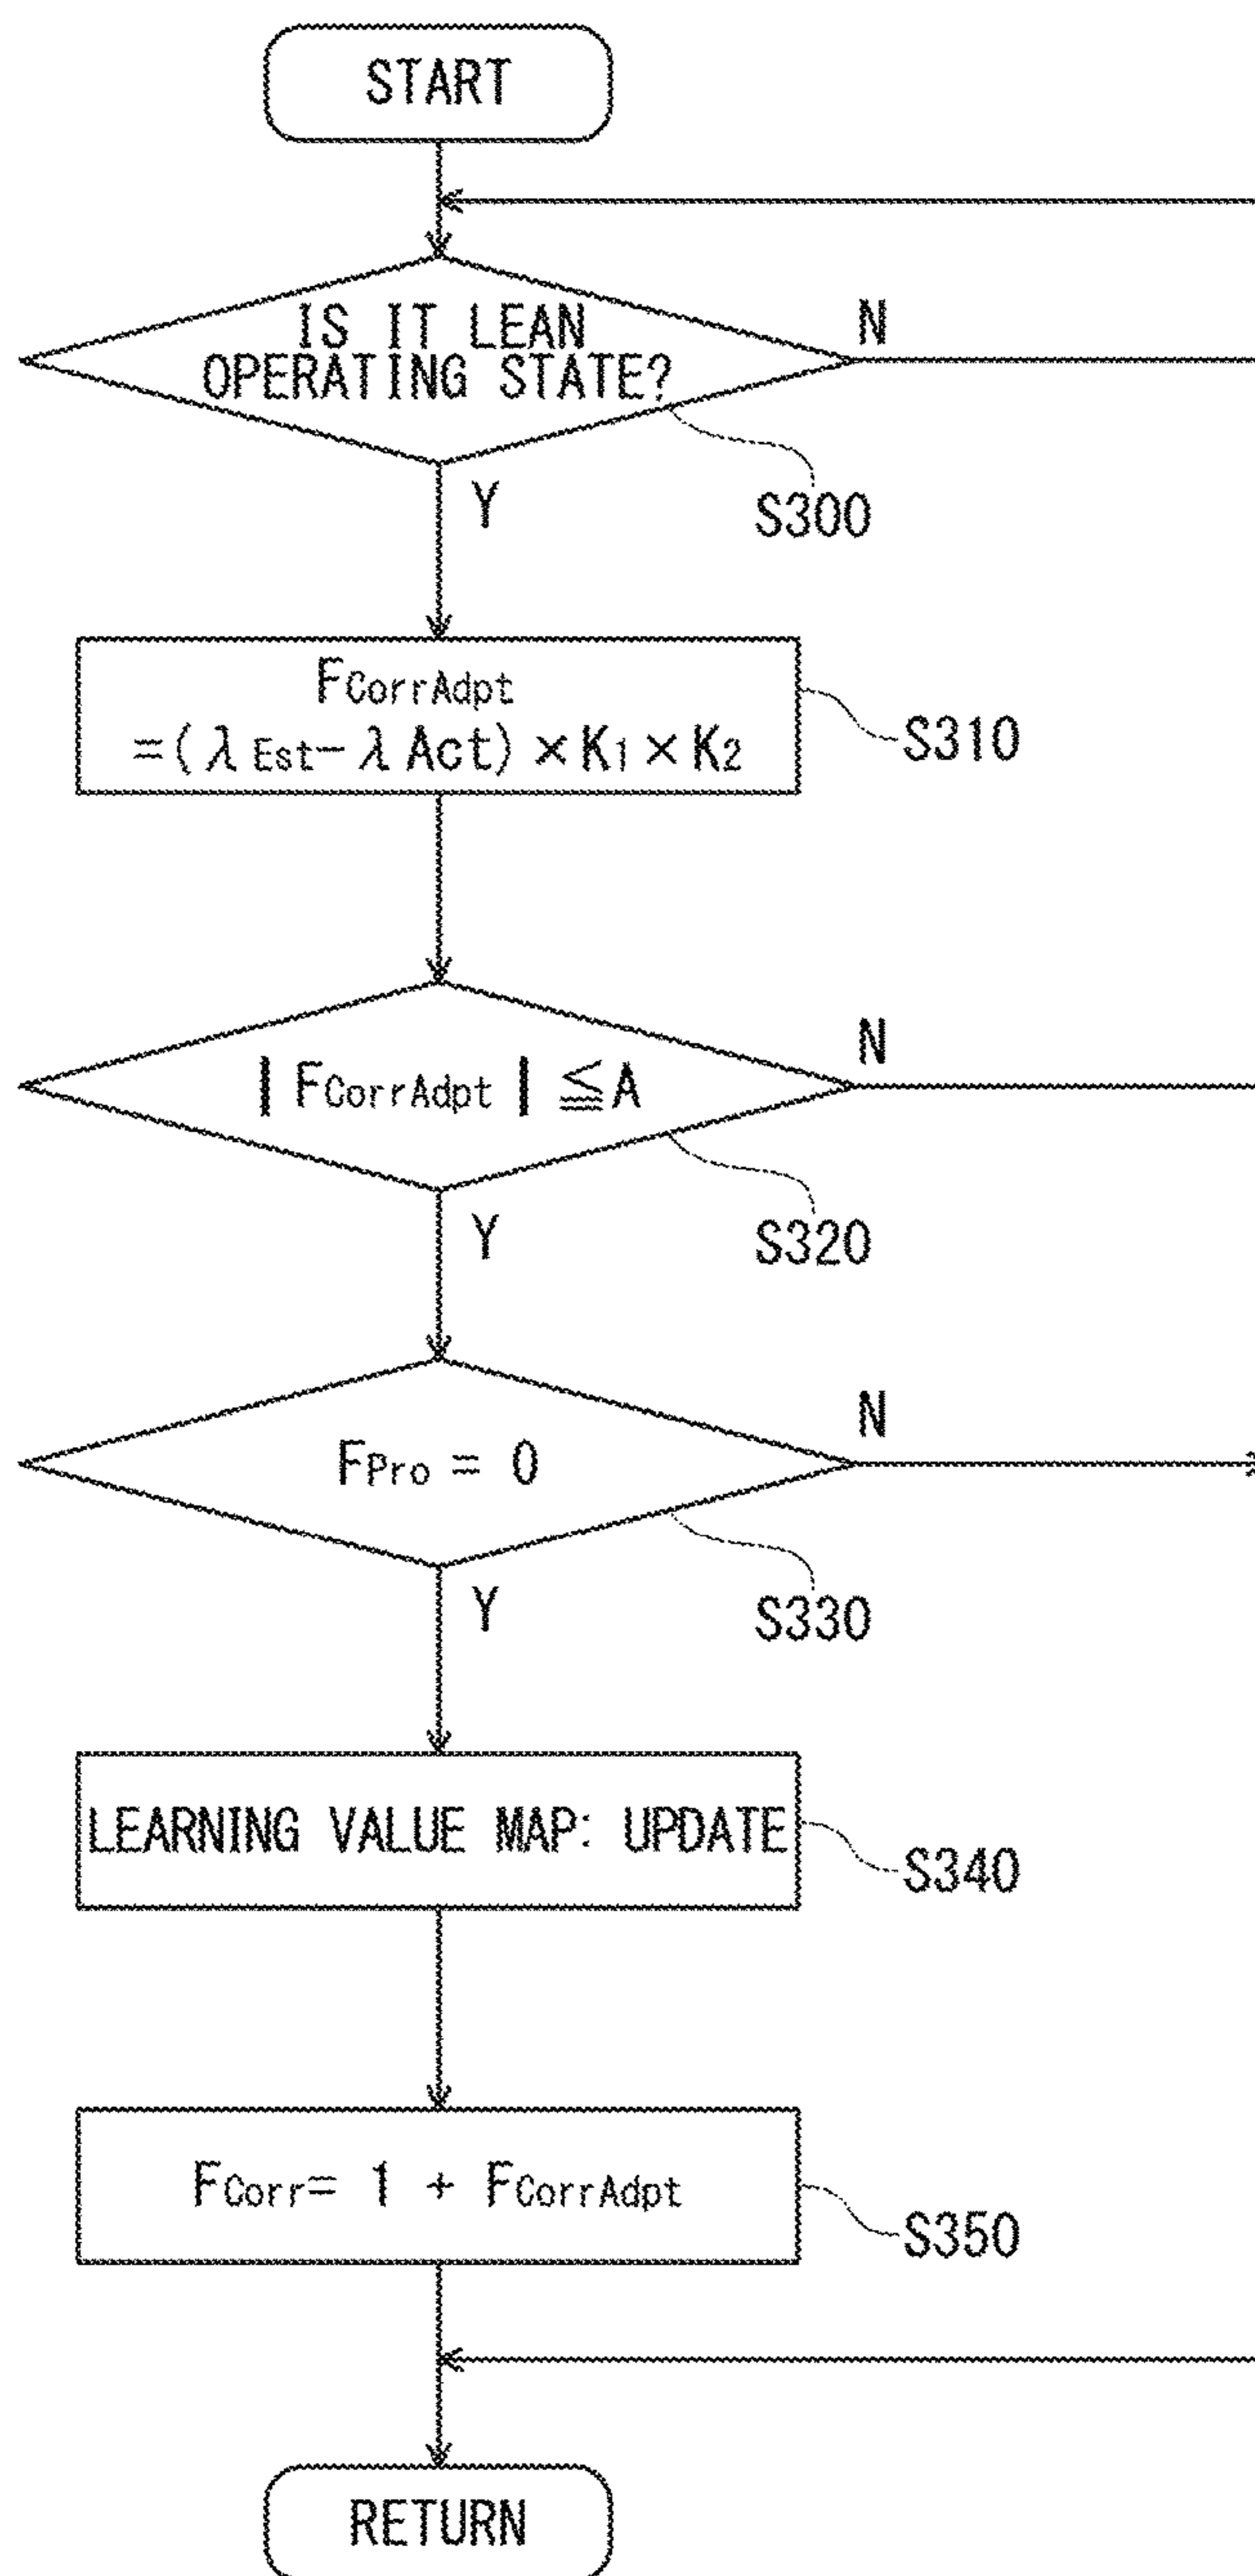 START
IS IT LEAN
OPERATING STATE?
N
S300
Y
FCorrAdpt
=(λEst-λAct)×K1×K2
S310
|FCorrAdpt|≦A
N
S320
Y
FPro = 0
N
S330
Y
LEARNING VALUE MAP: UPDATE
S340
FCorr= 1 + FCorrAdpt
S350
RETURN